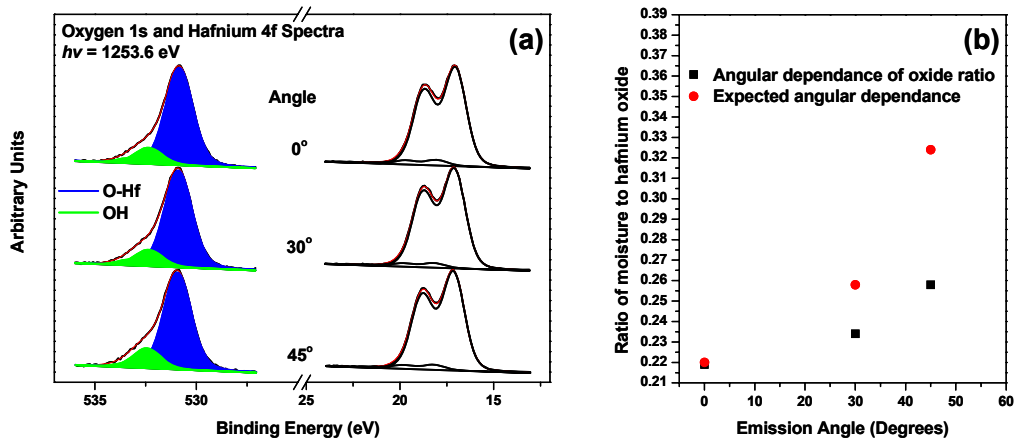 Oxygen 1s and Hafnium 4f Spectra
hν = 1253.6 eV
(a)
Angle
0°
O-Hf
OH
30°
45°
Arbitrary Units
535
530
25
20
15
Binding Energy (eV)
(b)
Angular dependance of oxide ratio
Expected angular dependance
0.39
0.38
0.37
0.36
0.35
0.34
0.33
0.32
0.31
0.30
0.29
0.28
0.27
0.26
0.25
0.24
0.23
0.22
0.21
Ratio of moisture to hafnium oxide
0
10
20
30
40
50
60
Emission Angle (Degrees)